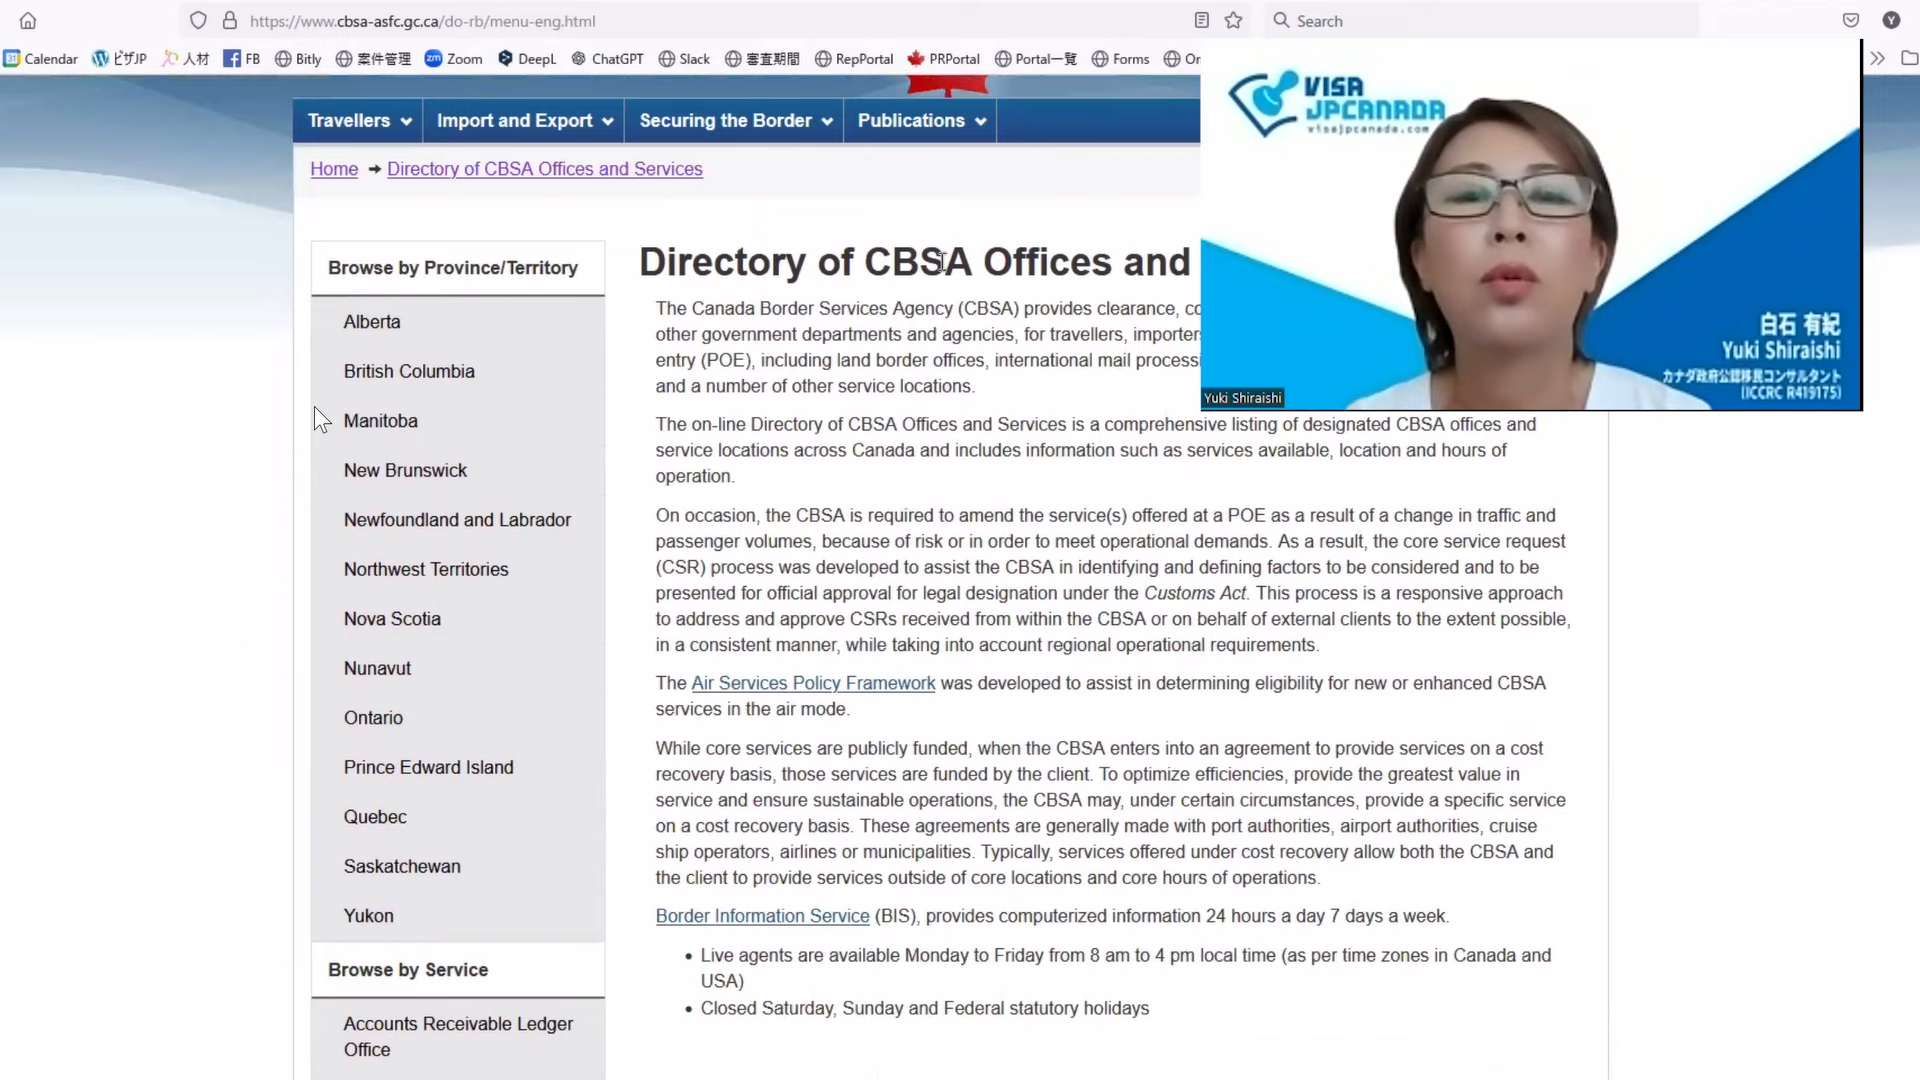 https://www.cbsa-asfc.gc.ca/do-rb/menu-eng.html
Search
Y
Calendar
ビザJP
人材
FB
Bitly
案件管理
zm Zoom
DeepL
ChatGPT
Slack
審査期間
RepPortal
PRPortal
Portal一覧
Forms
Or
Travellers
Import and Export
Securing the Border
Publications
Home
Directory of CBSA Offices and Services
VISA
JPCANADA
visajpcanada.com
白石 有紀
Yuki Shiraishi
カナダ政府公認移民コンサルタント
(ICCRC R419175)
Yuki Shiraishi
Browse by Province/Territory
Alberta
British Columbia
Manitoba
New Brunswick
Newfoundland and Labrador
Northwest Territories
Nova Scotia
Nunavut
Ontario
Prince Edward Island
Quebec
Saskatchewan
Yukon
Browse by Service
Accounts Receivable Ledger
Office
Directory of CBSA Offices and
The Canada Border Services Agency (CBSA) provides clearance, co
other government departments and agencies, for travellers, importers
entry (POE), including land border offices, international mail processi
and a number of other service locations.
The on-line Directory of CBSA Offices and Services is a comprehensive listing of designated CBSA offices and
service locations across Canada and includes information such as services available, location and hours of
operation.
On occasion, the CBSA is required to amend the service(s) offered at a POE as a result of a change in traffic and
passenger volumes, because of risk or in order to meet operational demands. As a result, the core service request
(CSR) process was developed to assist the CBSA in identifying and defining factors to be considered and to be
presented for official approval for legal designation under the Customs Act. This process is a responsive approach
to address and approve CSRs received from within the CBSA or on behalf of external clients to the extent possible,
in a consistent manner, while taking into account regional operational requirements.
The Air Services Policy Framework was developed to assist in determining eligibility for new or enhanced CBSA
services in the air mode.
While core services are publicly funded, when the CBSA enters into an agreement to provide services on a cost
recovery basis, those services are funded by the client. To optimize efficiencies, provide the greatest value in
service and ensure sustainable operations, the CBSA may, under certain circumstances, provide a specific service
on a cost recovery basis. These agreements are generally made with port authorities, airport authorities, cruise
ship operators, airlines or municipalities. Typically, services offered under cost recovery allow both the CBSA and
the client to provide services outside of core locations and core hours of operations.
Border Information Service (BIS), provides computerized information 24 hours a day 7 days a week.
• Live agents are available Monday to Friday from 8 am to 4 pm local time (as per time zones in Canada and
USA)
• Closed Saturday, Sunday and Federal statutory holidays